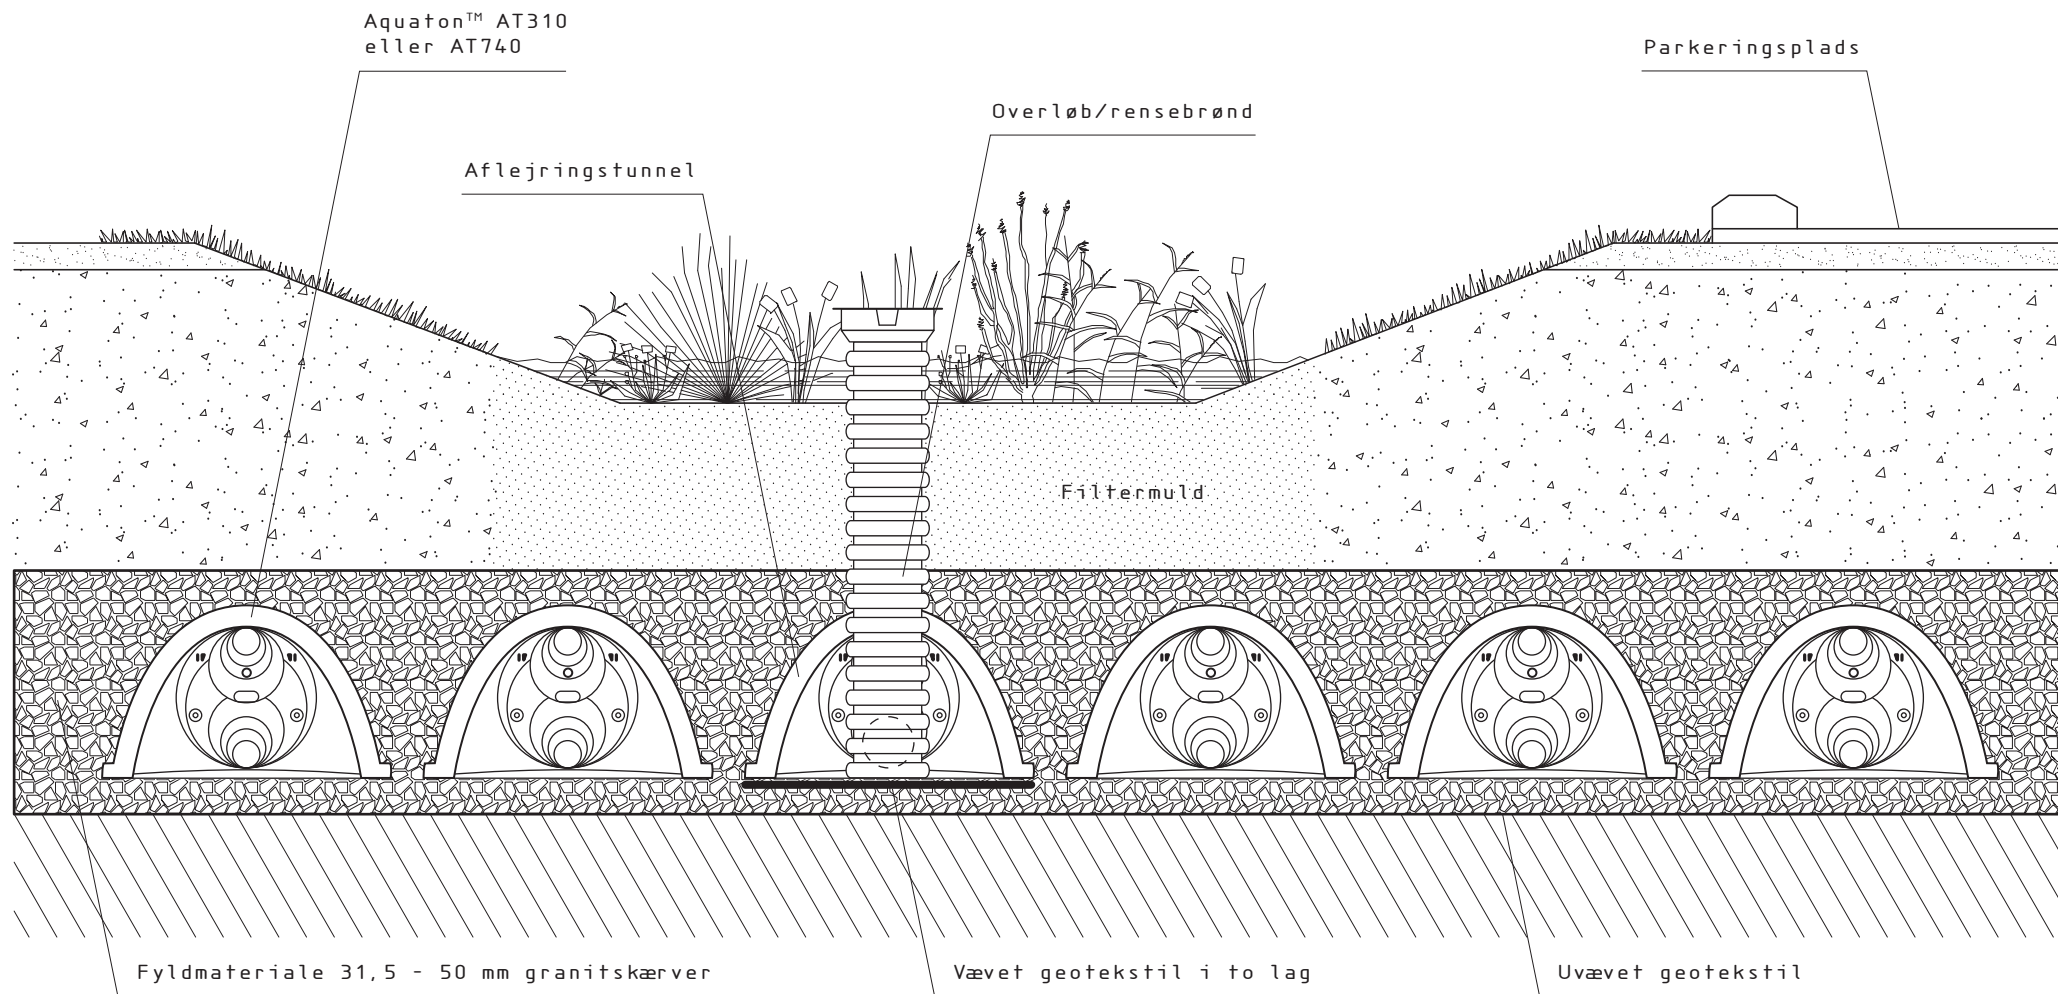 Aquaton™ AT310
eller AT740
Parkeringsplads
Overløb/rensebrønd
Aflejringstunnel
Filtermuld
Fyldmateriale 31,5 - 50 mm granitskærver
Vævet geotekstil i to lag
Uvævet geotekstil